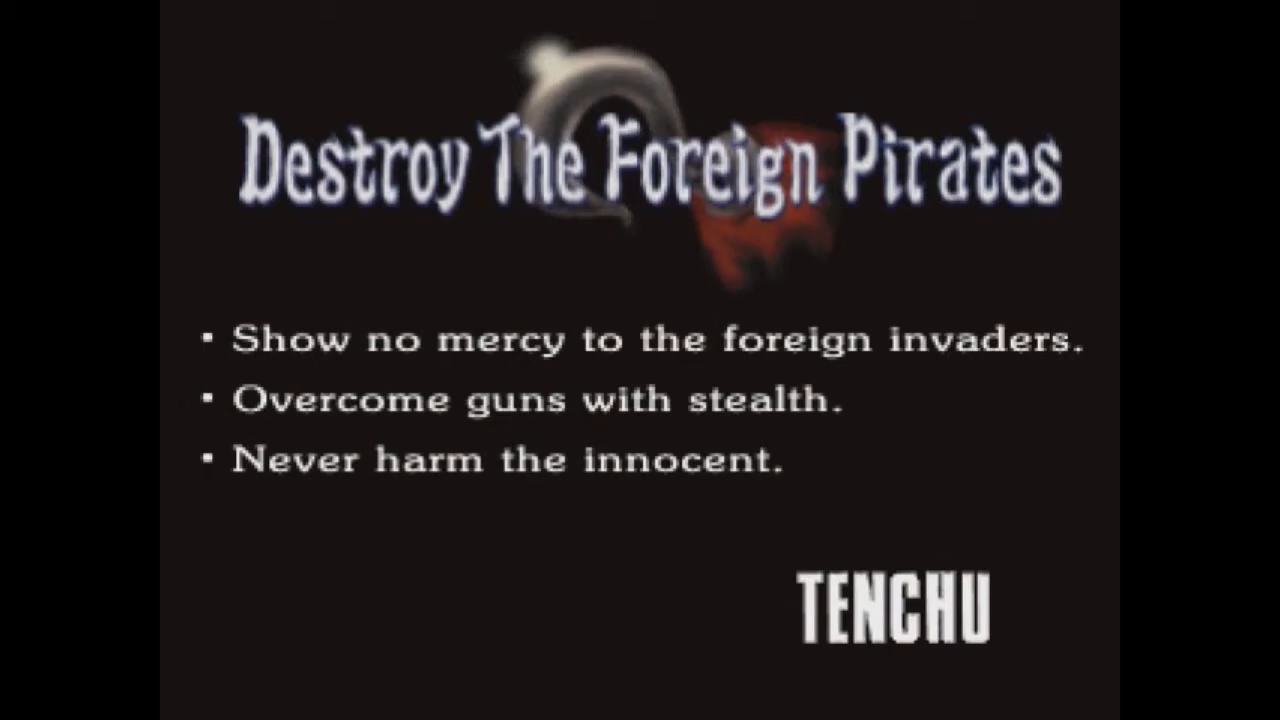 Destroy The Foreign Pirates
▪ Show no mercy to the foreign invaders.
▪ Overcome guns with stealth.
▪ Never harm the innocent.
TENCHU